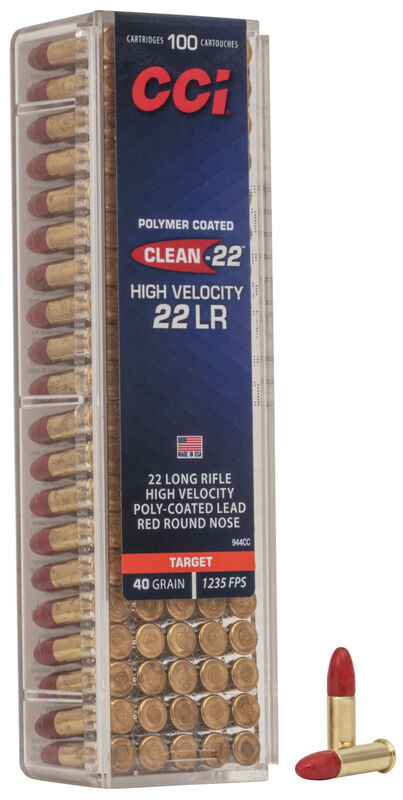 CARTRIDGES 100 CARTOUCHES
CCI
POLYMER COATED
CLEAN-22™
HIGH VELOCITY
22 LR
MADE IN USA
22 LONG RIFLE
HIGH VELOCITY
POLY-COATED LEAD
RED ROUND NOSE
944CC
TARGET
40 GRAIN 1235 FPS